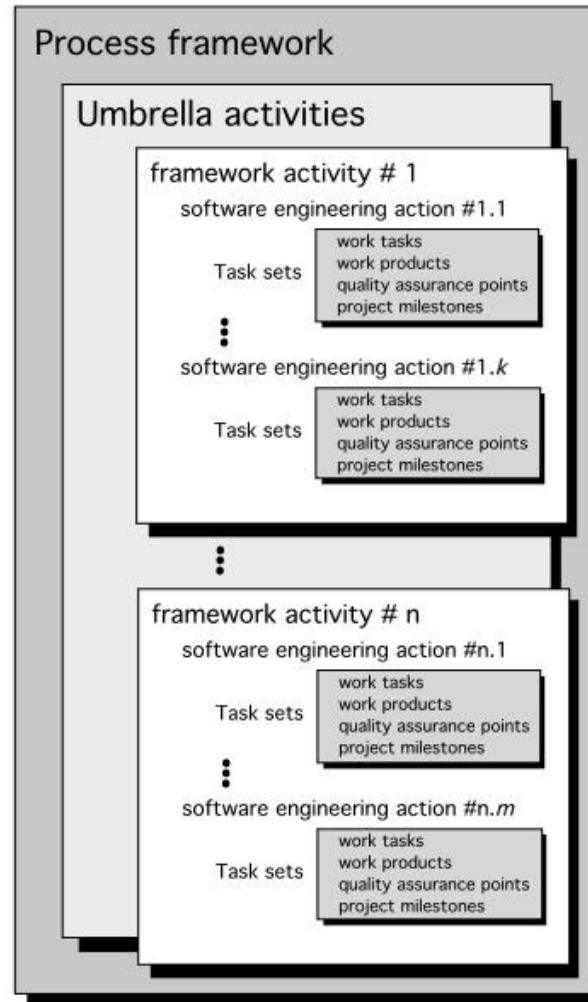 Process framework
Umbrella activities
framework activity # 1
software engineering action #1.1
Task sets
work tasks
work products
quality assurance points
project milestones
software engineering action #1.k
Task sets
work tasks
work products
quality assurance points
project milestones
framework activity # n
software engineering action #n.1
Task sets
work tasks
work products
quality assurance points
project milestones
software engineering action #n.m
Task sets
work tasks
work products
quality assurance points
project milestones